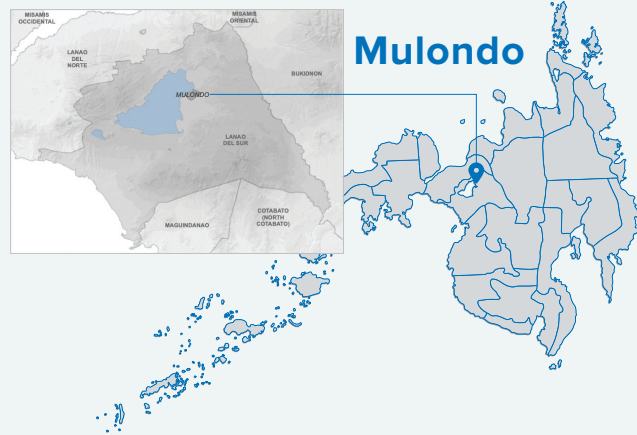 Mulondo
MISAMIS
OCCIDENTAL
MISAMIS
ORIENTAL
LANAO
DEL
NORTE
BUKIDNON
MULONDO
LANAO
DEL SUR
MAGUINDANAO
COTABATO
(NORTH
COTABATO)